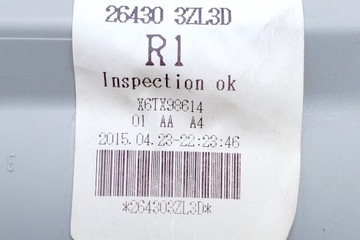 26430 3ZL3D
R1
Inspection ok
X6TX98614
01 AA A4
2015.04.23-22:23:46
*264303ZL3D*